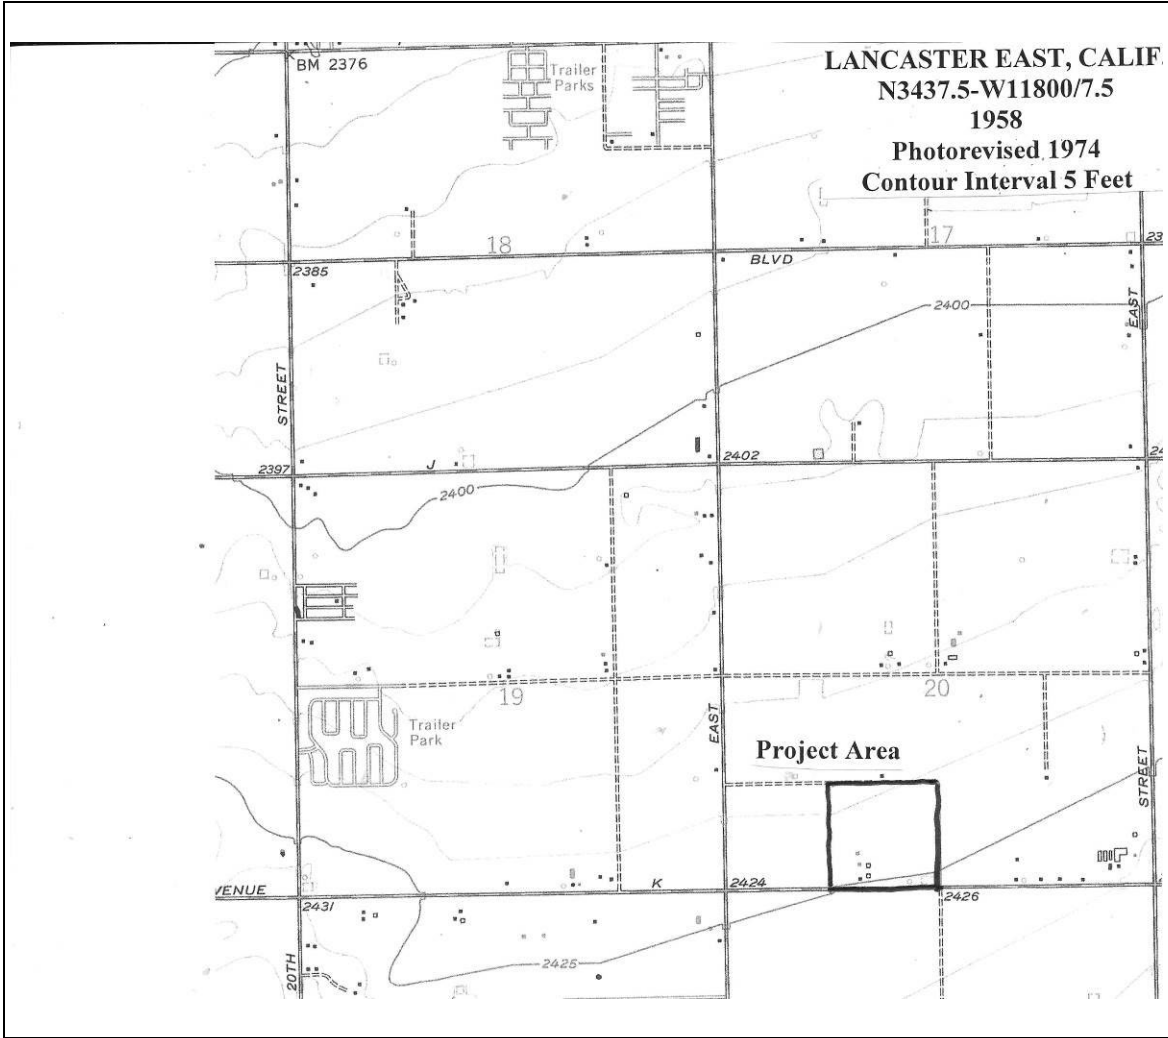 BM 2376
Trailer
Parks
LANCASTER EAST, CALIF.
N3437.5-W11800/7.5
1958
Photorevised 1974
Contour Interval 5 Feet
18
17
2385
BLVD
2400
EAST
STREET
2397
J
2402
2400
19
20
Trailer
Park
EAST
Project Area
STREET
VENUE
K
2424
2431
2426
20TH
2425